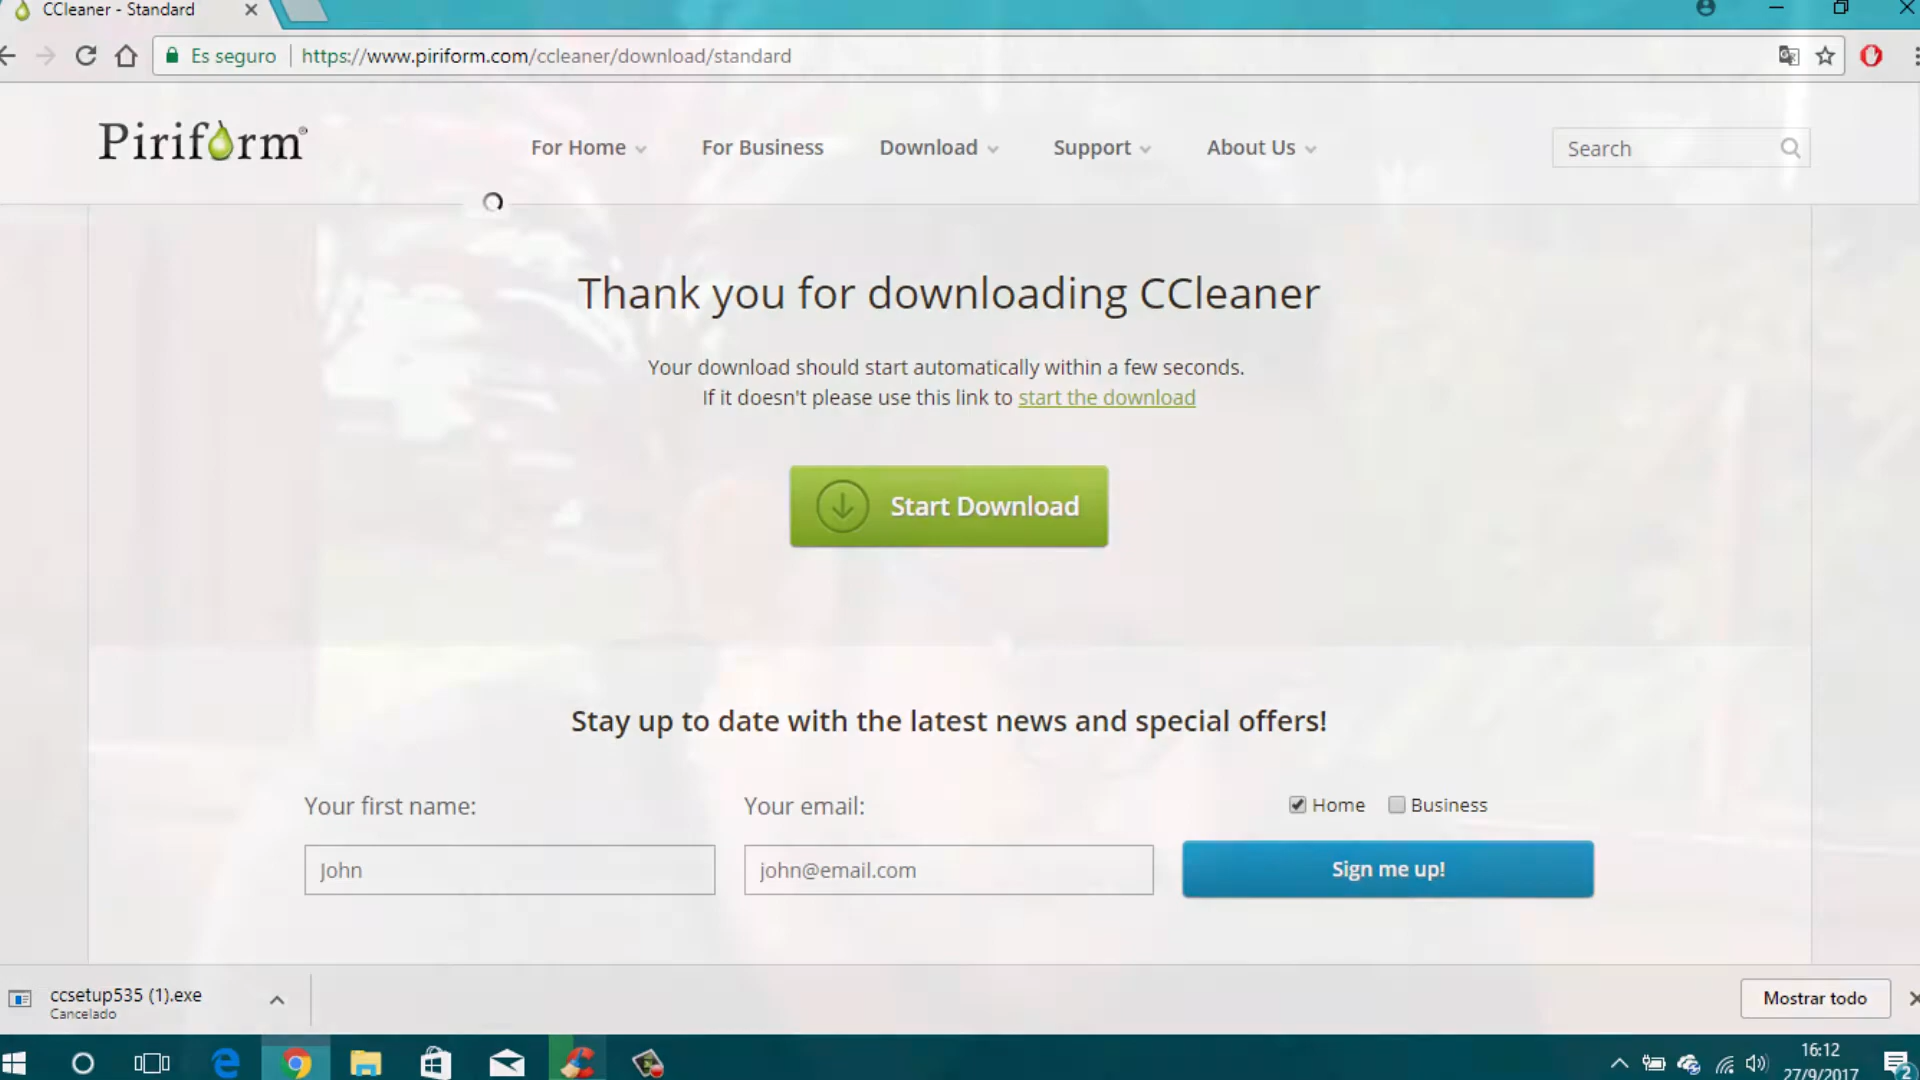 CCleaner - Standard
Es seguro https://www.piriform.com/ccleaner/download/standard
Piriform®
For Home For Business Download Support About Us Search
Thank you for downloading CCleaner
Your download should start automatically within a few seconds.
If it doesn't please use this link to start the download
Start Download
Stay up to date with the latest news and special offers!
Your first name: Your email: Home Business
John john@email.com Sign me up!
ccsetup535 (1).exe
Cancelado
Mostrar todo
16:12
27/9/2017
2